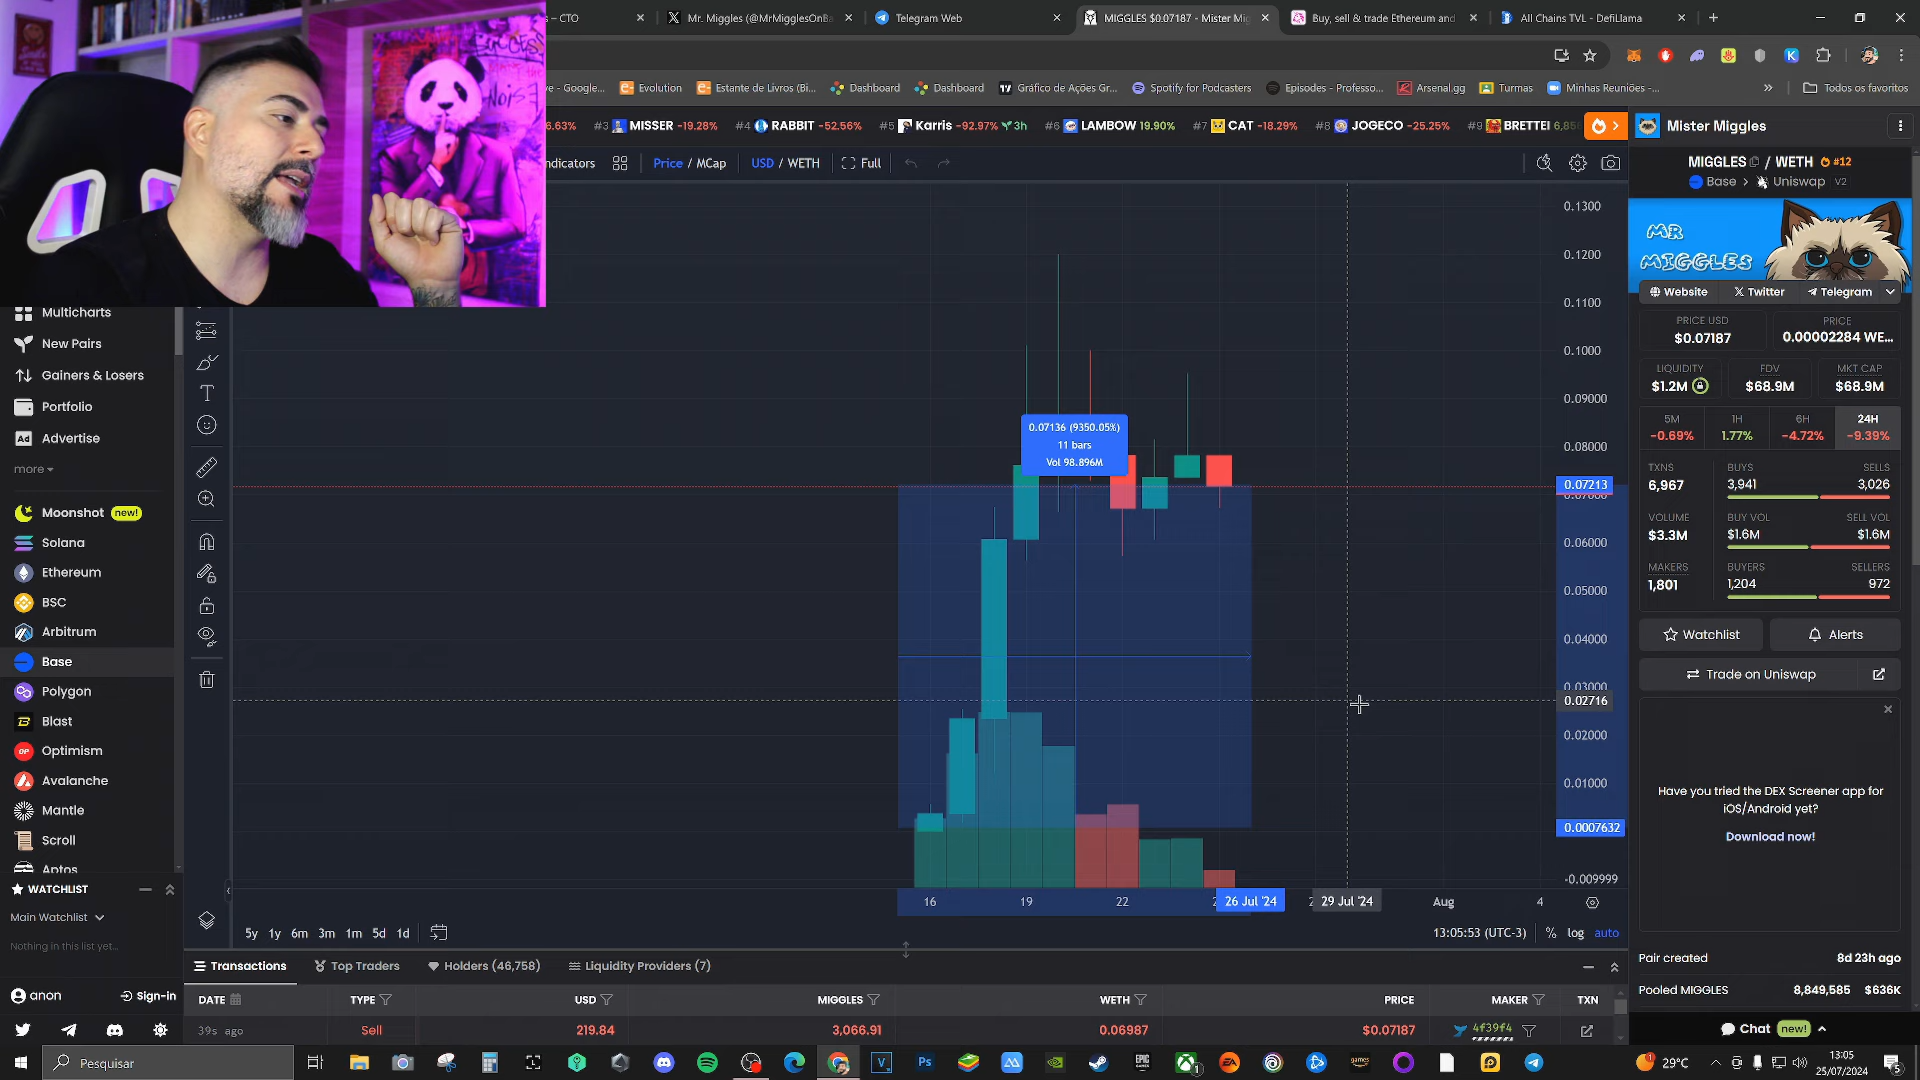 – CTO
Mr. Miggles (@MrMigglesOnBa
Telegram Web
MIGGLES $0.07187 - Mister Mig
Buy, sell & trade Ethereum and
All Chains TVL - DefiLlama
ve - Google...
Evolution
Estante de Livros (Bi...
Dashboard
Dashboard
Gráfico de Ações Gr...
Spotify for Podcasters
Episodes - Professo...
Arsenal.gg
Turmas
Minhas Reuniões -...
Todos os favoritos
6.63%
#3 MISSER -19.28%
#4 RABBIT -52.56%
#5 Karris -92.97% 3h
#6 LAMBOW 19.90%
#7 CAT -18.29%
#8 JOGECO -25.25%
#9 BRETTEI 6,85
Mister Miggles
ndicators
Price / MCap
USD / WETH
Full
MIGGLES / WETH #12
Base > Uniswap V2
MR
MIGGLES
Website
Twitter
Telegram
PRICE USD
$0.07187
PRICE
0.00002284 WE...
LIQUIDITY
$1.2M
FDV
$68.9M
MKT CAP
$68.9M
5M
-0.69%
1H
1.77%
6H
-4.72%
24H
-9.39%
TXNS
6,967
BUYS
3,941
SELLS
3,026
VOLUME
$3.3M
BUY VOL
$1.6M
SELL VOL
$1.6M
MAKERS
1,801
BUYERS
1,204
SELLERS
972
Watchlist
Alerts
Trade on Uniswap
Have you tried the DEX Screener app for
iOS/Android yet?
Download now!
Pair created
8d 23h ago
Pooled MIGGLES
8,849,585 $636K
Chat new!
Multicharts
New Pairs
Gainers & Losers
Portfolio
Ad Advertise
more
Moonshot new!
Solana
Ethereum
BSC
Arbitrum
Base
Polygon
Blast
OP Optimism
Avalanche
Mantle
Scroll
Aptos
WATCHLIST
Main Watchlist
Nothing in this list yet...
anon
Sign-in
0.07136 (9350.05%)
11 bars
Vol 98.896M
0.1300
0.1200
0.1100
0.1000
0.09000
0.08000
0.07213
0.06000
0.05000
0.04000
0.03000
0.02716
0.02000
0.01000
0.0007632
-0.009999
16
19
22
26 Jul '24
29 Jul '24
Aug
4
5y 1y 6m 3m 1m 5d 1d
13:05:53 (UTC-3)
%
log
auto
Transactions
Top Traders
Holders (46,758)
Liquidity Providers (7)
DATE
TYPE
USD
MIGGLES
WETH
PRICE
MAKER
TXN
39s ago
Sell
219.84
3,066.91
0.06987
$0.07187
4f39f4
Pesquisar
29°C
13:05
25/07/2024